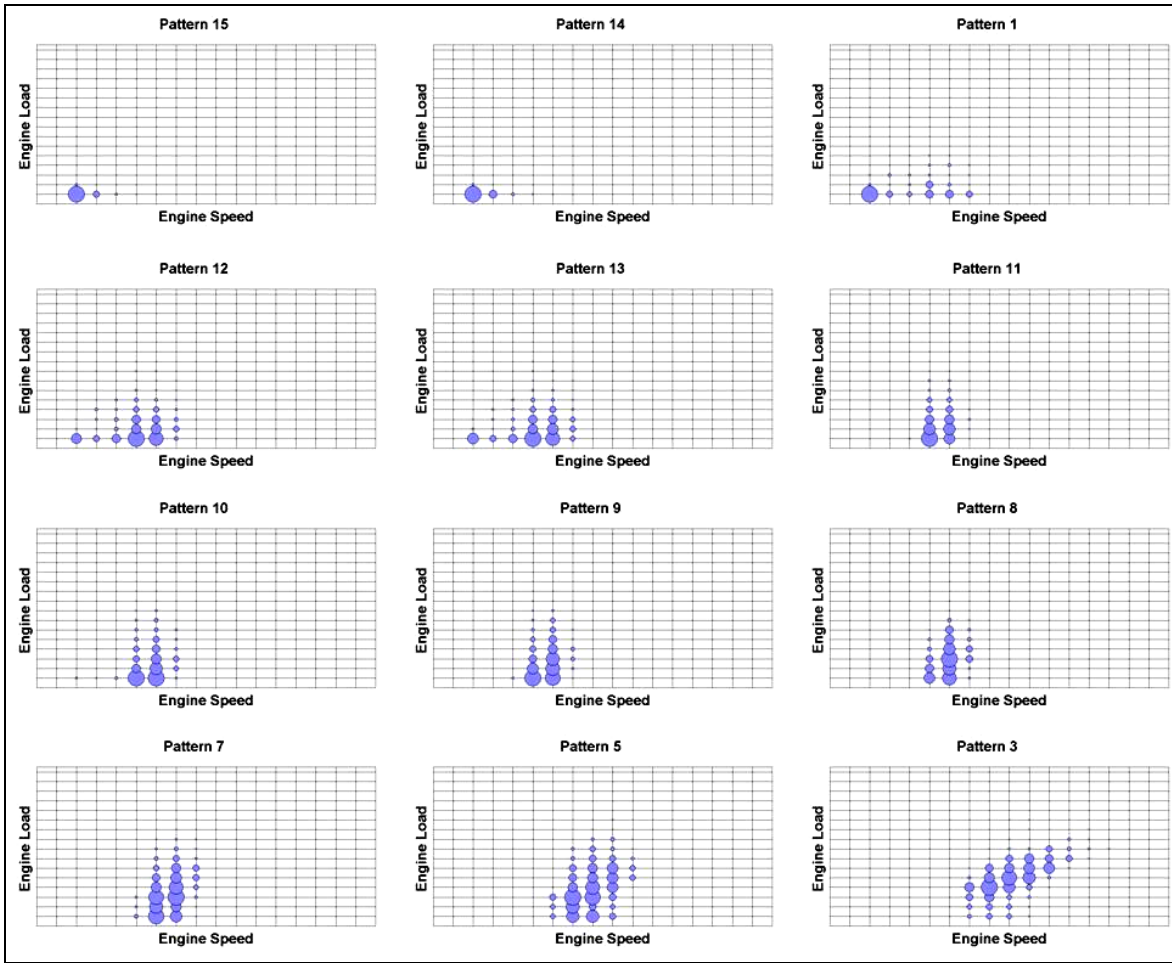 Pattern 15
Engine Load
Engine Speed
Pattern 14
Engine Load
Engine Speed
Pattern 1
Engine Load
Engine Speed
Pattern 12
Engine Load
Engine Speed
Pattern 13
Engine Load
Engine Speed
Pattern 11
Engine Load
Engine Speed
Pattern 10
Engine Load
Engine Speed
Pattern 9
Engine Load
Engine Speed
Pattern 8
Engine Load
Engine Speed
Pattern 7
Engine Load
Engine Speed
Pattern 5
Engine Load
Engine Speed
Pattern 3
Engine Load
Engine Speed